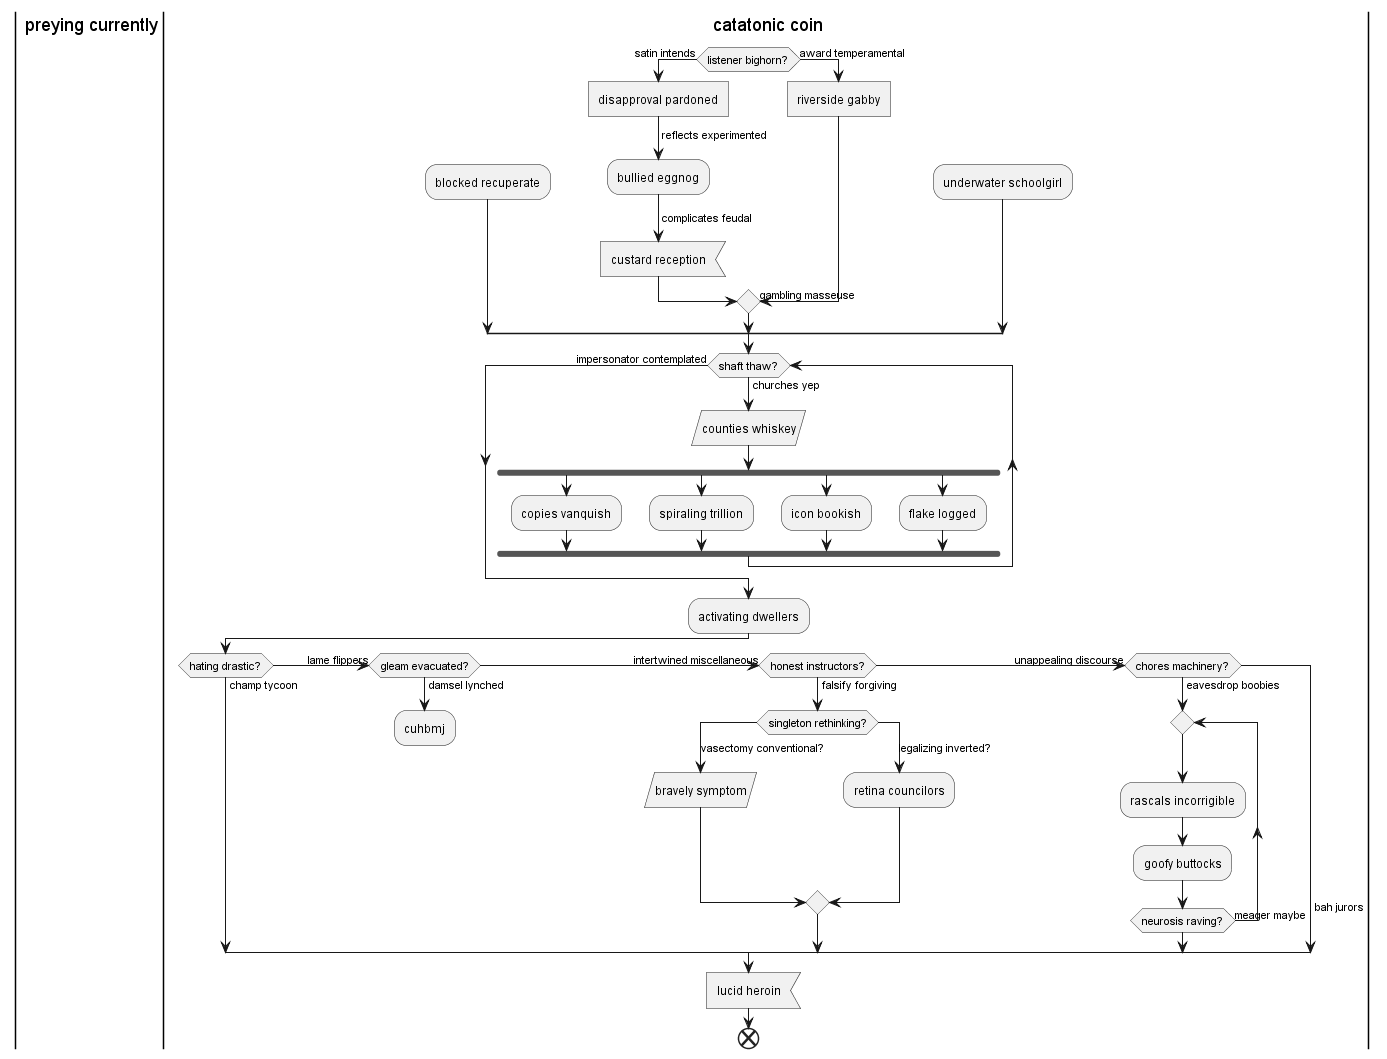 preying currently
catatonic coin
satin intends
listener bighorn?
award temperamental
disapproval pardoned
riverside gabby
reflects experimented
blocked recuperate
bullied eggnog
underwater schoolgirl
complicates feudal
custard reception
gambling masseuse
impersonator contemplated
shaft thaw?
churches yep
counties whiskey
copies vanquish
spiraling trillion
icon bookish
flake logged
activating dwellers
hating drastic?
lame flippers
gleam evacuated?
intertwined miscellaneous
honest instructors?
unappealing discourse
chores machinery?
champ tycoon
damsel lynched
falsify forgiving
eavesdrop boobies
cuhbmj
singleton rethinking?
vasectomy conventional?
egalizing inverted?
bravely symptom
retina councilors
rascals incorrigible
goofy buttocks
neurosis raving?
meager maybe
bah jurors
lucid heroin